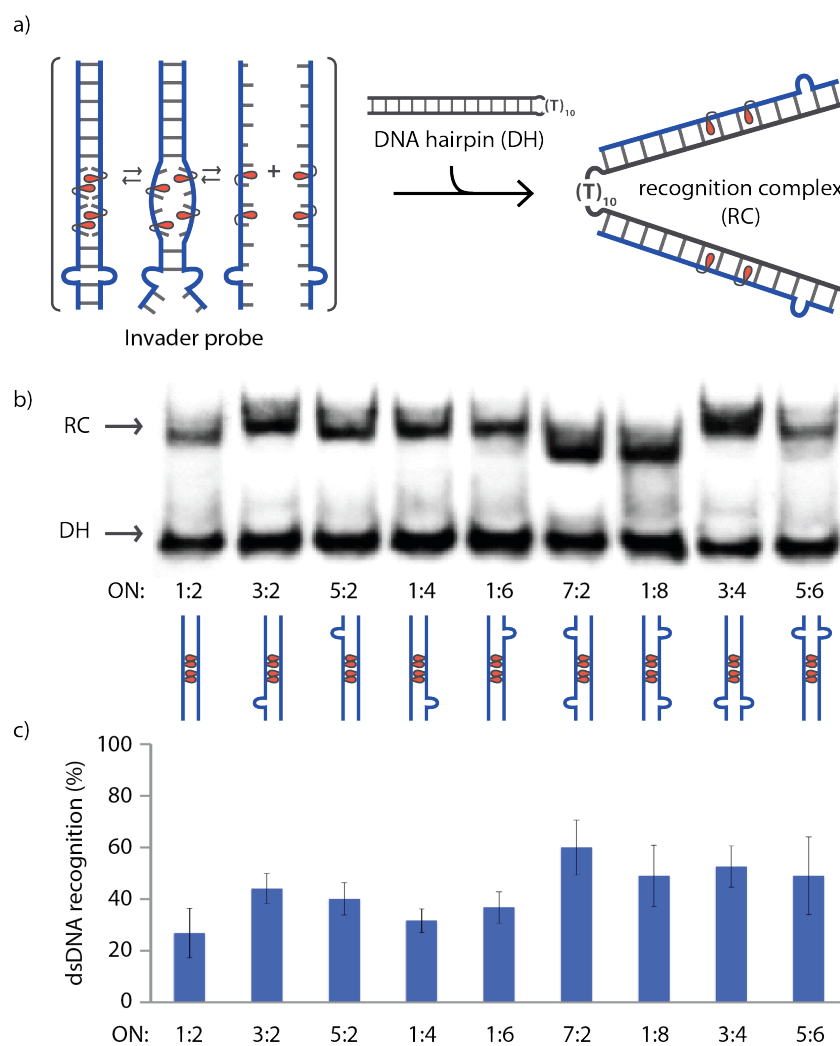 a)
(T)10
DNA hairpin (DH)
(T)10
recognition complex
(RC)
Invader probe
b)
RC
DH
ON: 1:2 3:2 5:2 1:4 1:6 7:2 1:8 3:4 5:6
c)
dsDNA recognition (%)
100
80
60
40
20
0
ON: 1:2 3:2 5:2 1:4 1:6 7:2 1:8 3:4 5:6